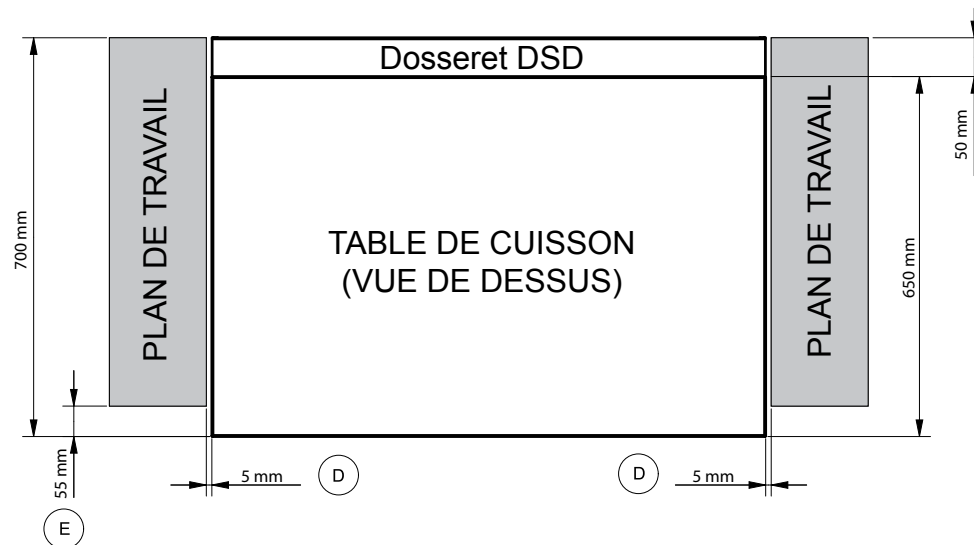 Dosseret DSD
PLAN DE TRAVAIL
TABLE DE CUISSON
(VUE DE DESSUS)
PLAN DE TRAVAIL
700 mm
50 mm
650 mm
55 mm
E
5 mm
D
D
5 mm